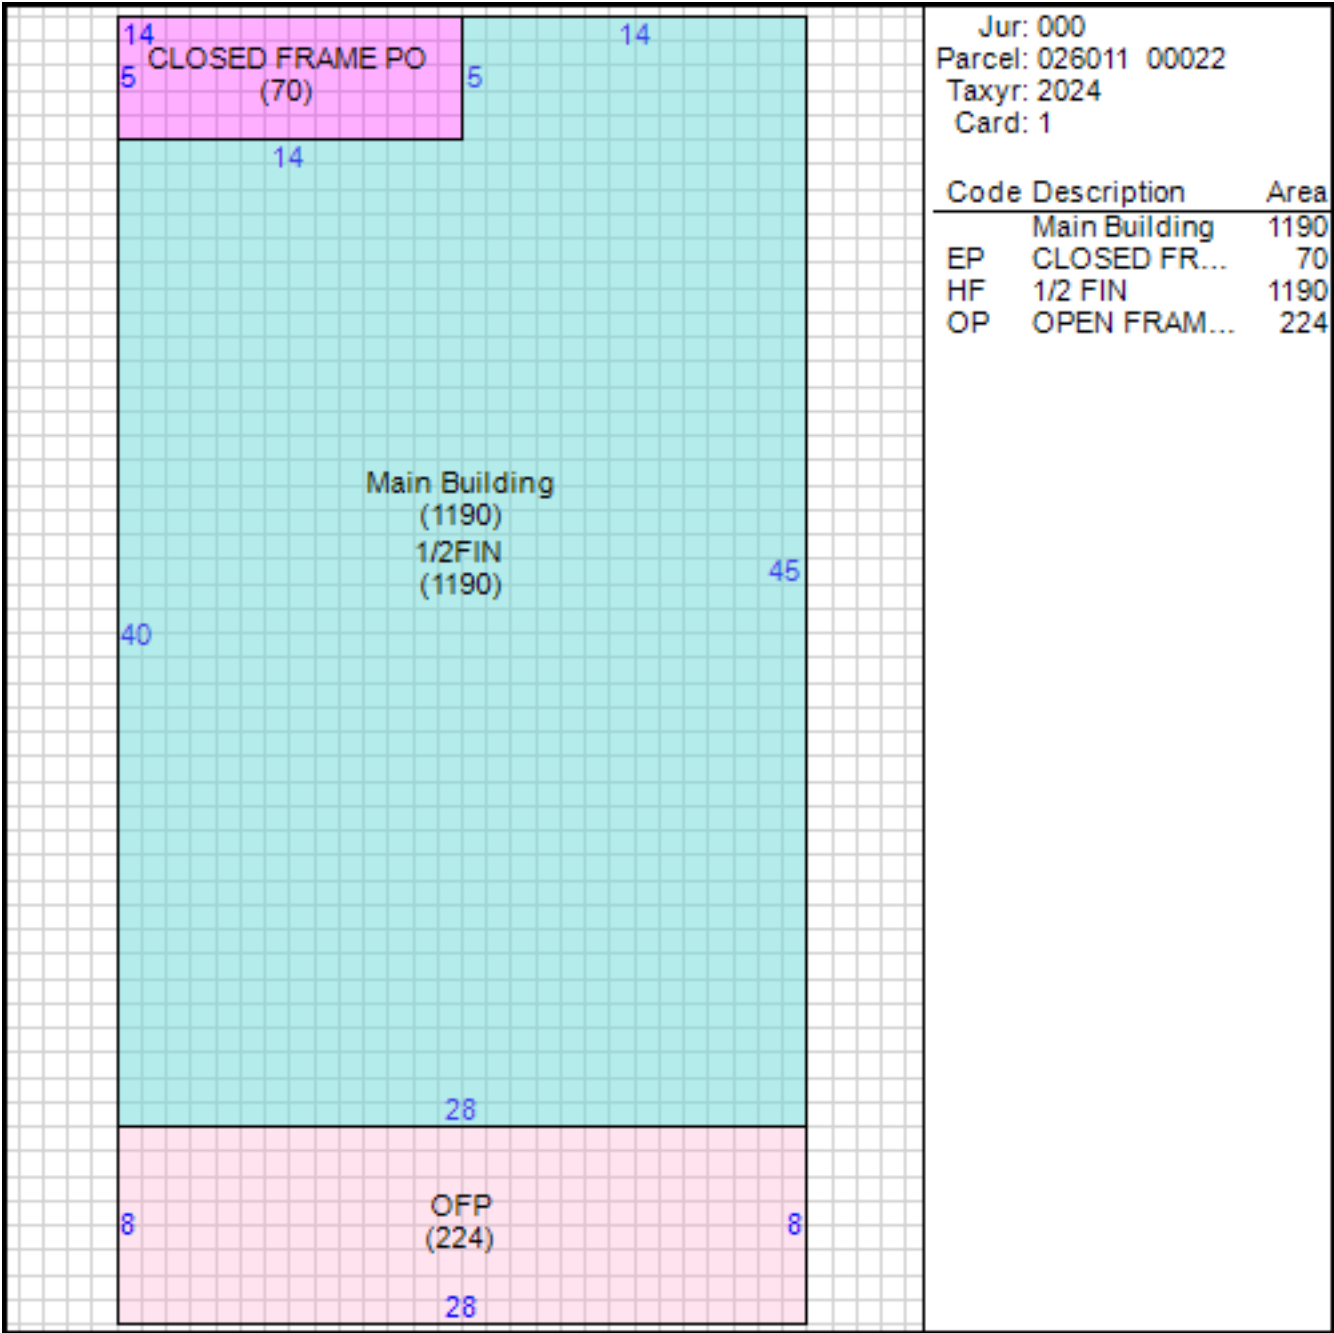 14
CLOSED FRAME PO
5
(70)
14
14
5
Main Building
(1190)
1/2FIN
(1190)
45
40
28
OFP
(224)
8
8
28
Jur: 000
Parcel: 026011 00022
Taxyr: 2024
Card: 1
Code Description Area
Main Building 1190
EP CLOSED FR... 70
HF 1/2 FIN 1190
OP OPEN FRAM... 224